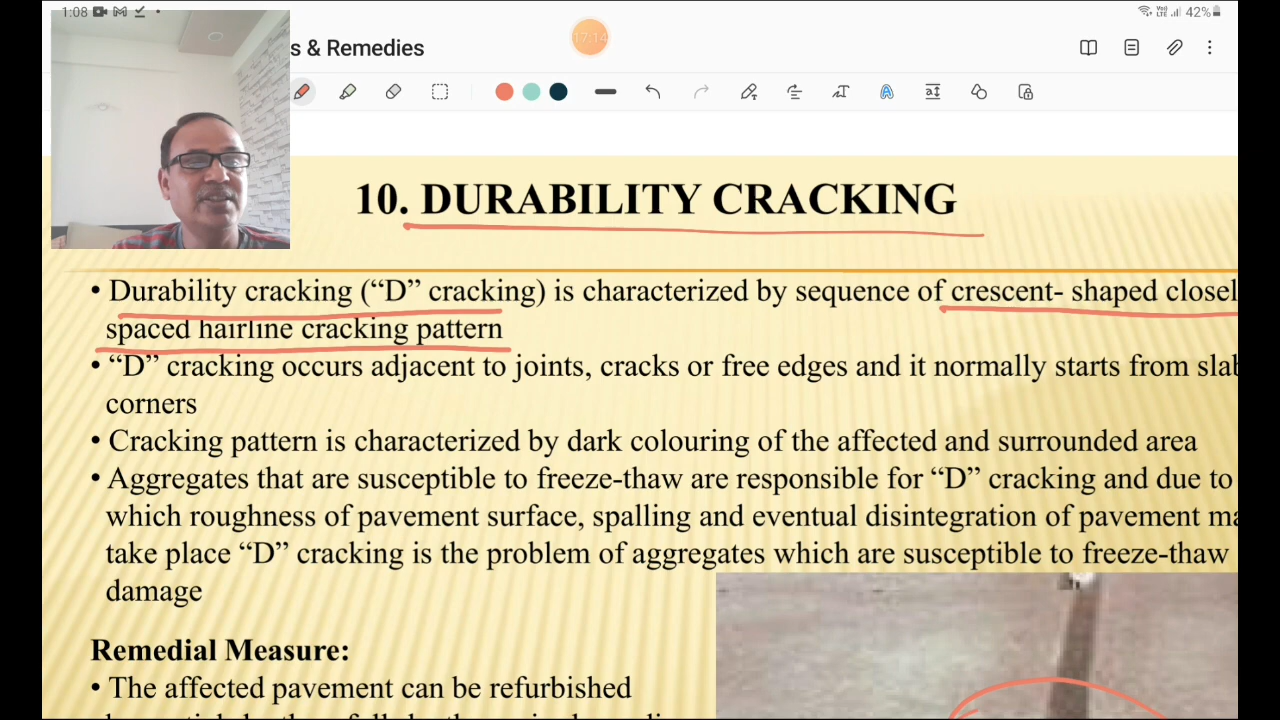 1:08
17:14
Vo)
LTE
42%
s & Remedies
10. DURABILITY CRACKING
• Durability cracking (“D” cracking) is characterized by sequence of crescent- shaped closel
spaced hairline cracking pattern
• “D” cracking occurs adjacent to joints, cracks or free edges and it normally starts from slab
corners
• Cracking pattern is characterized by dark colouring of the affected and surrounded area
• Aggregates that are susceptible to freeze-thaw are responsible for “D” cracking and due to
which roughness of pavement surface, spalling and eventual disintegration of pavement ma
take place “D” cracking is the problem of aggregates which are susceptible to freeze-thaw
damage
Remedial Measure:
• The affected pavement can be refurbished